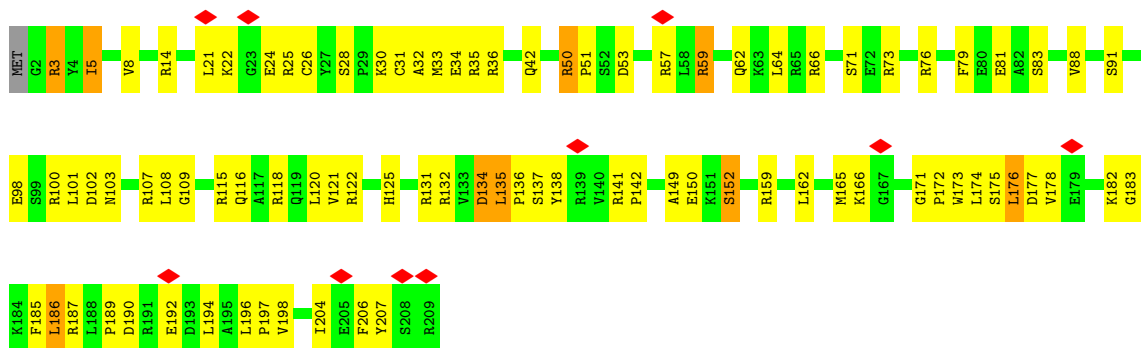 MET G2 R3 Y4 I5 V8 R14 L21 K22 G23 E24 R25 C26 Y27 S28 P29 K30 C31 A32 M33 E34 R35 R36 Q42 R50 P51 S52 D53 R57 L58 R59 Q62 K63 L64 R65 R66 S71 E72 R73 R76 F79 E80 E81 A82 S83 V88 S91
E98 S99 R100 L101 D102 N103 R107 L108 G109 R115 Q116 A117 R118 Q119 L120 V121 R122 H125 R131 R132 V133 D134 L135 P136 S137 Y138 R139 V140 R141 P142 A149 E150 K151 S152 R159 L162 M165 K166 G167 G171 P172 W173 L174 S175 L176 D177 V178 E179 K182 G183
K184 F185 L186 R187 L188 P189 D190 R191 E192 D193 L194 A195 L196 P197 V198 I204 E205 F206 Y207 S208 R209